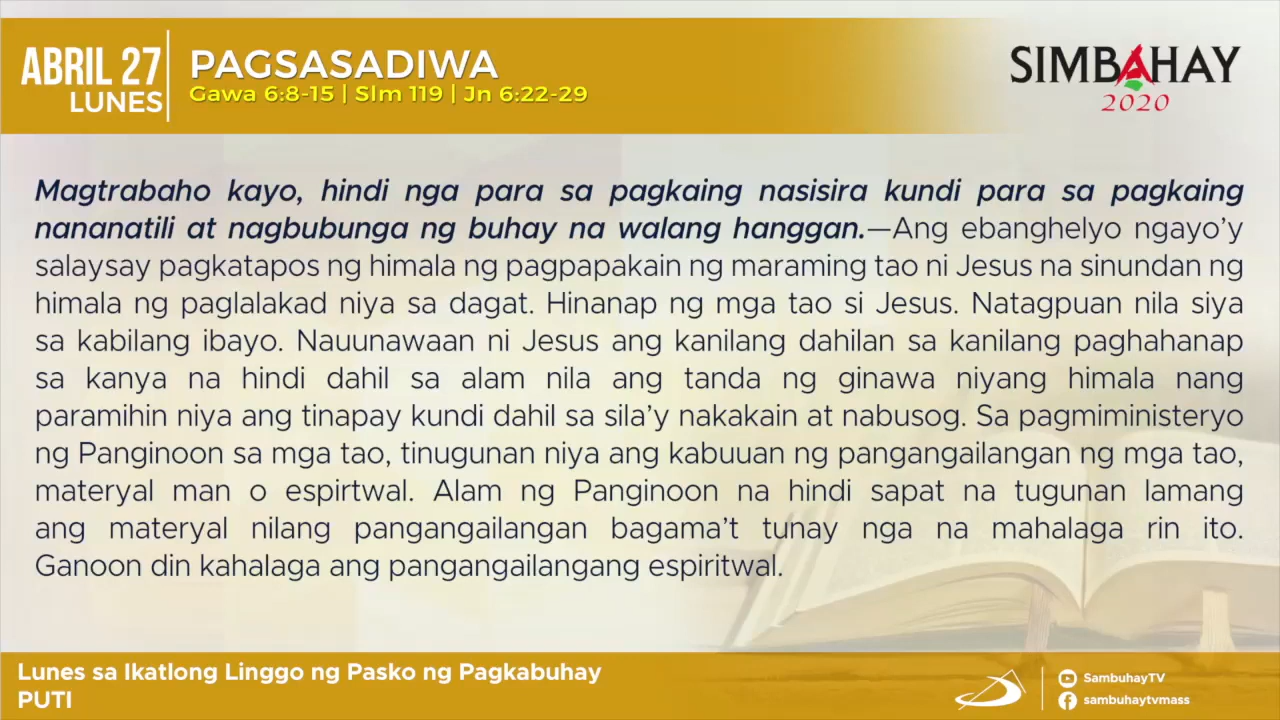 ABRIL 27
LUNES
PAGSASADIWA
Gawa 6:8-15 | Slm 119 | Jn 6:22-29
SIMBAHAY
2020
Magtrabaho kayo, hindi nga para sa pagkaing nasisira kundi para sa pagkaing
nananatili at nagbubunga ng buhay na walang hanggan.—Ang ebanghelyo ngayo’y
salaysay pagkatapos ng himala ng pagpapakain ng maraming tao ni Jesus na sinundan ng
himala ng paglalakad niya sa dagat. Hinanap ng mga tao si Jesus. Natagpuan nila siya
sa kabilang ibayo. Nauunawaan ni Jesus ang kanilang dahilan sa kanilang paghahanap
sa kanya na hindi dahil sa alam nila ang tanda ng ginawa niyang himala nang
paramihin niya ang tinapay kundi dahil sa sila’y nakakain at nabusog. Sa pagmiministeryo
ng Panginoon sa mga tao, tinugunan niya ang kabuuan ng pangangailangan ng mga tao,
materyal man o espirtwal. Alam ng Panginoon na hindi sapat na tugunan lamang
ang materyal nilang pangangailangan bagama’t tunay nga na mahalaga rin ito.
Ganoon din kahalaga ang pangangailangang espiritwal.
Lunes sa Ikatlong Linggo ng Pasko ng Pagkabuhay
PUTI
SambuhayTV
sambuhaytvmass